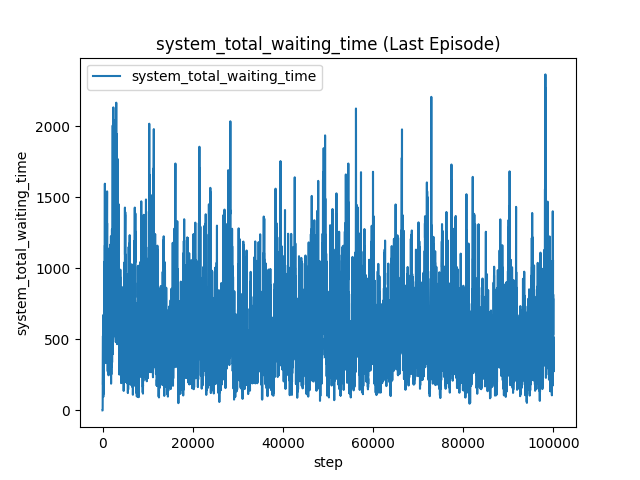 system_total_waiting_time (Last Episode)
system_total_waiting_time
system_total_waiting_time
2000
1500
1000
500
0
0 20000 40000 60000 80000 100000
step